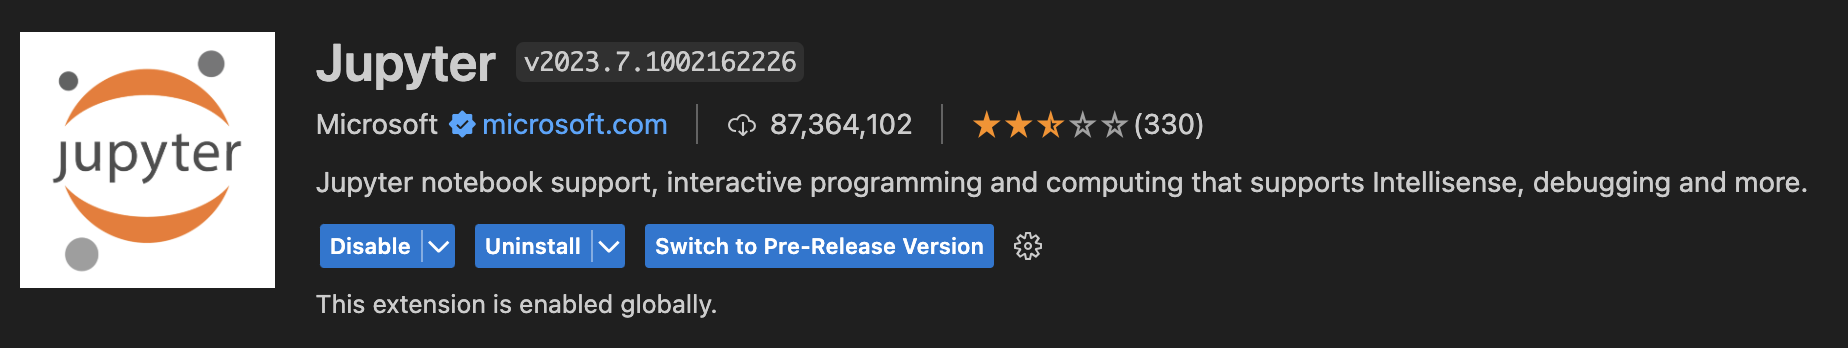 jupyter
Jupyter v2023.7.1002162226
Microsoft microsoft.com 87,364,102 (330)
Jupyter notebook support, interactive programming and computing that supports Intellisense, debugging and more.
Disable Uninstall Switch to Pre-Release Version
This extension is enabled globally.